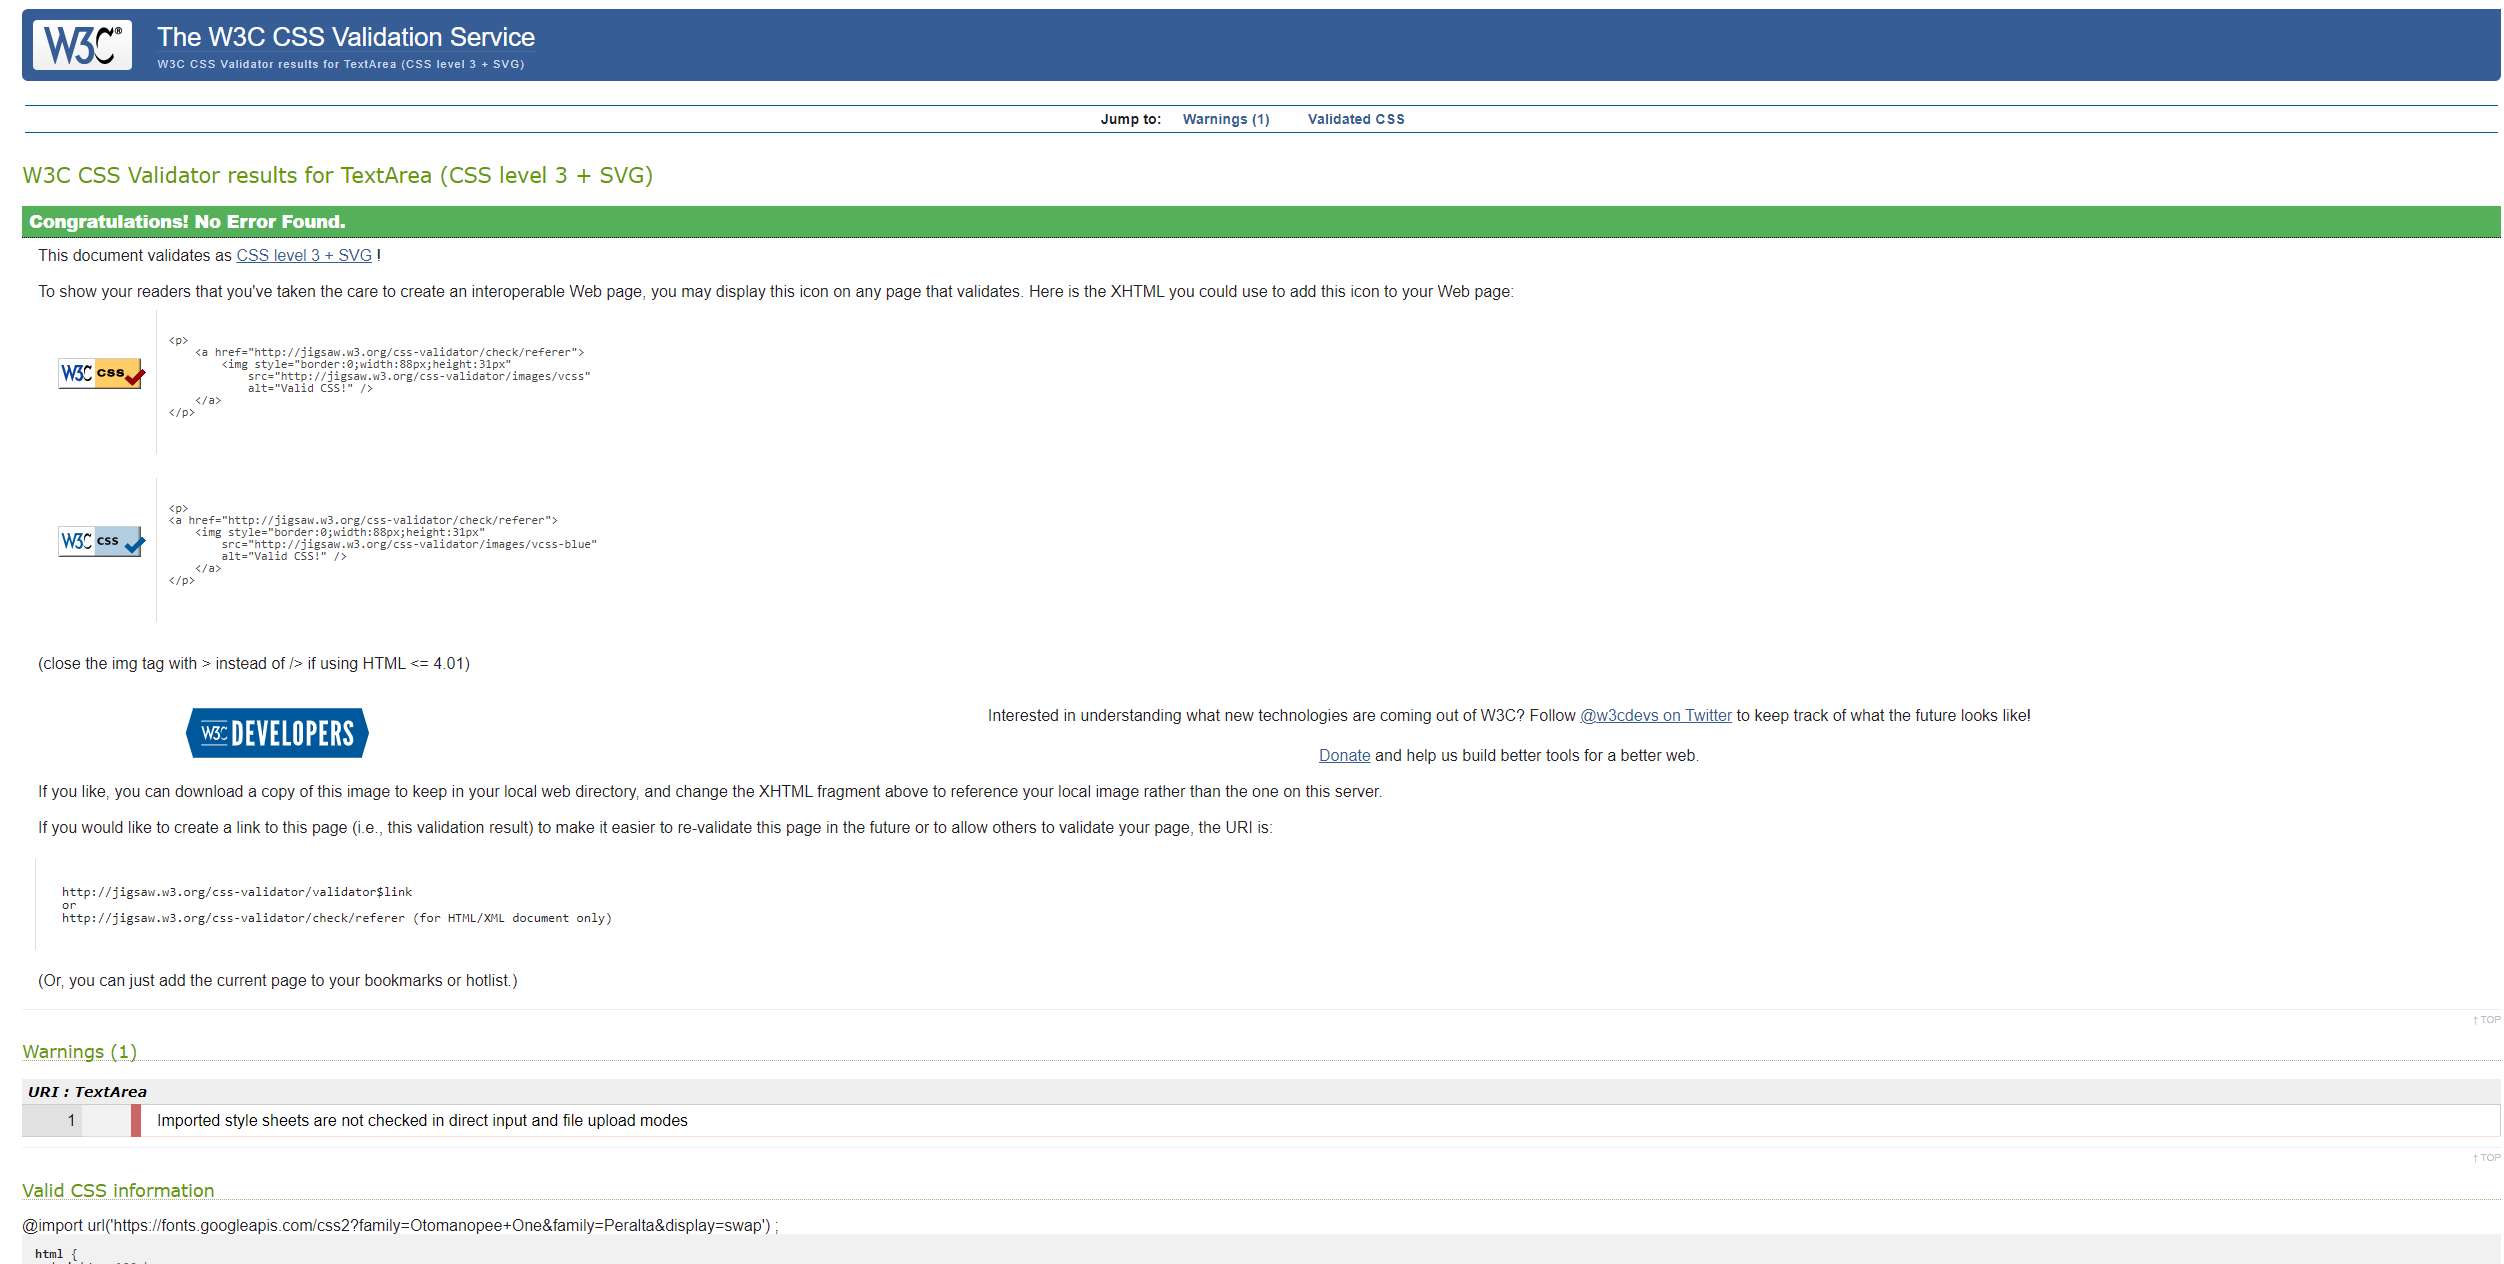 W3C®
The W3C CSS Validation Service
W3C CSS Validator results for TextArea (CSS level 3 + SVG)
Jump to: Warnings (1) Validated CSS
W3C CSS Validator results for TextArea (CSS level 3 + SVG)
Congratulations! No Error Found.
This document validates as CSS level 3 + SVG !
To show your readers that you've taken the care to create an interoperable Web page, you may display this icon on any page that validates. Here is the XHTML you could use to add this icon to your Web page:
W3C css
<p>
<a href="http://jigsaw.w3.org/css-validator/check/referer">
<img style="border:0;width:88px;height:31px"
src="http://jigsaw.w3.org/css-validator/images/vcss"
alt="Valid CSS!" />
</a>
</p>
W3C css
<p>
<a href="http://jigsaw.w3.org/css-validator/check/referer">
<img style="border:0;width:88px;height:31px"
src="http://jigsaw.w3.org/css-validator/images/vcss-blue"
alt="Valid CSS!" />
</a>
</p>
(close the img tag with > instead of /> if using HTML <= 4.01)
W3C DEVELOPERS
Interested in understanding what new technologies are coming out of W3C? Follow @w3cdevs on Twitter to keep track of what the future looks like!
Donate and help us build better tools for a better web.
If you like, you can download a copy of this image to keep in your local web directory, and change the XHTML fragment above to reference your local image rather than the one on this server.
If you would like to create a link to this page (i.e., this validation result) to make it easier to re-validate this page in the future or to allow others to validate your page, the URI is:
http://jigsaw.w3.org/css-validator/validator$link
or
http://jigsaw.w3.org/css-validator/check/referer (for HTML/XML document only)
(Or, you can just add the current page to your bookmarks or hotlist.)
↑ TOP
Warnings (1)
URI : TextArea
1 Imported style sheets are not checked in direct input and file upload modes
↑ TOP
Valid CSS information
@import url('https://fonts.googleapis.com/css2?family=Otomanopee+One&family=Peralta&display=swap') ;
html {